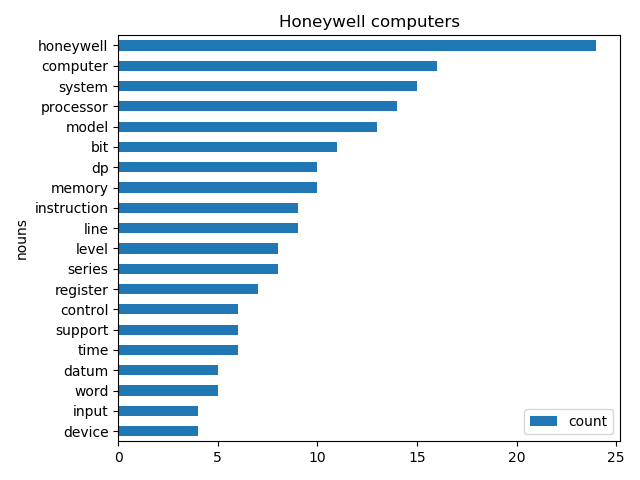 Honeywell computers
honeywell
computer
system
processor
model
bit
dp
memory
instruction
line
level
series
register
control
support
time
datum
word
input
device
nouns
count
0 5 10 15 20 25